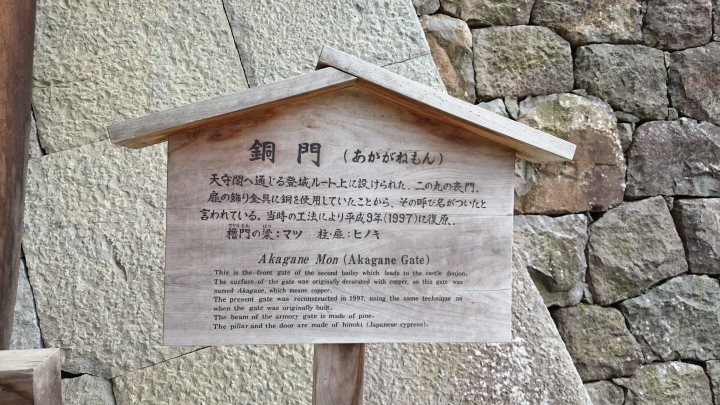 銅門 (あかがねもん)
天守閣へ通じる登城ルート上に設けられた、二の丸の表門。
扉の飾り金具に銅を使用していたことから、その呼び名がついたと
言われている。当時の工法により平成9年(1997)に復原。
櫓門の梁:マツ 柱・扉:ヒノキ
Akagane Mon (Akagane Gate)
This is the front gate of the second bailey which leads to the castle donjon.
The surface of the gate was originally decorated with copper, so this gate was
named Akagane, which means copper.
The present gate was reconstructed in 1997, using the same technique as
when the gate was originally built.
The beam of the armory gate is made of pine.
The pillar and the door are made of hinoki (Japanese cypress).